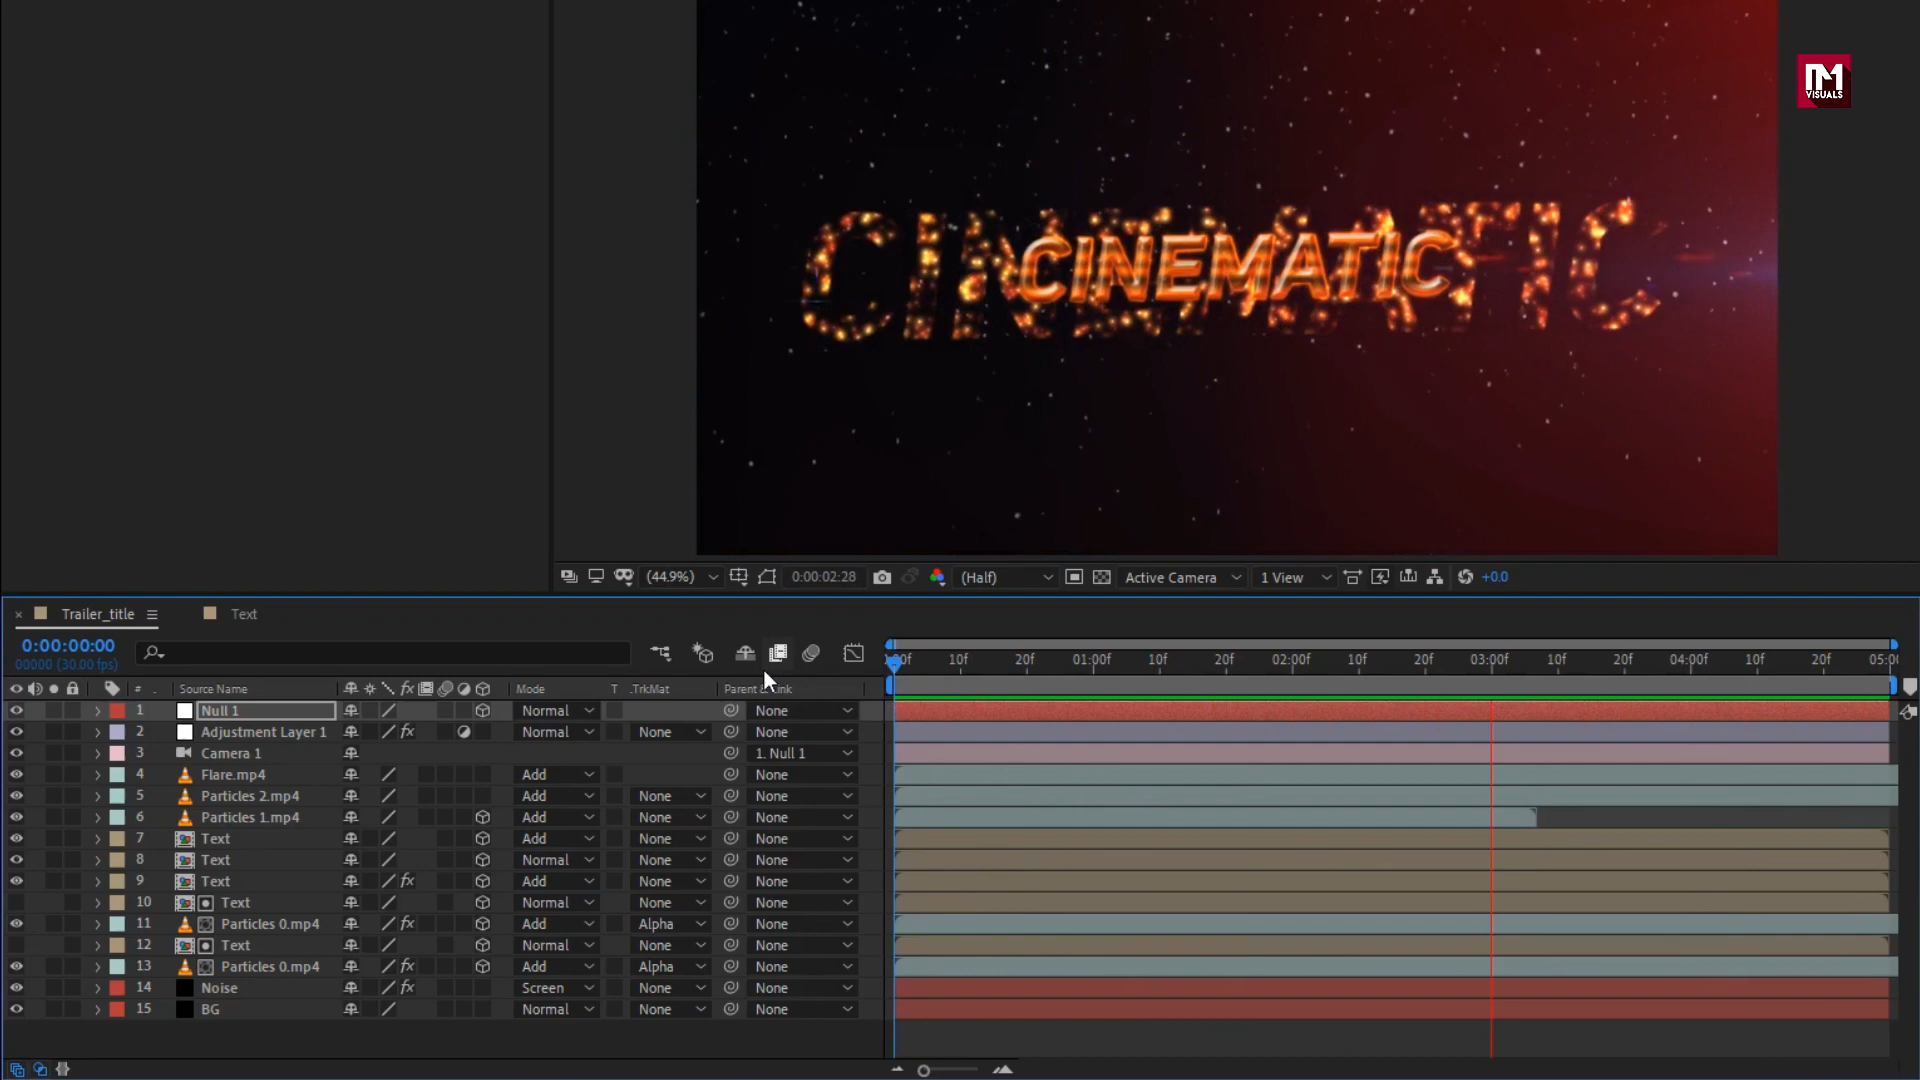 M
VISUALS
CINEMATIC
CINEMATIC
(44.9%) 0:00:02:28 (Half) Active Camera 1 View +0.0
× Trailer_title Text
0:00:00:00
00000 (30.00 fps)
10f 20f 01:00f 10f 20f 02:00f 10f 20f 03:00f 10f 20f 04:00f 10f 20f
# Source Name fx Mode T .TrkMat Parent & Link
1 Null 1 Normal None
2 Adjustment Layer 1 fx Normal None None
3 Camera 1 1. Null 1
4 Flare.mp4 Add None
5 Particles 2.mp4 Add None None
6 Particles 1.mp4 Add None None
7 Text Add None None
8 Text Normal None None
9 Text fx Add None None
10 Text Normal None None
11 Particles 0.mp4 fx Add Alpha None
12 Text Normal None None
13 Particles 0.mp4 fx Add Alpha None
14 Noise fx Screen None None
15 BG Normal None None